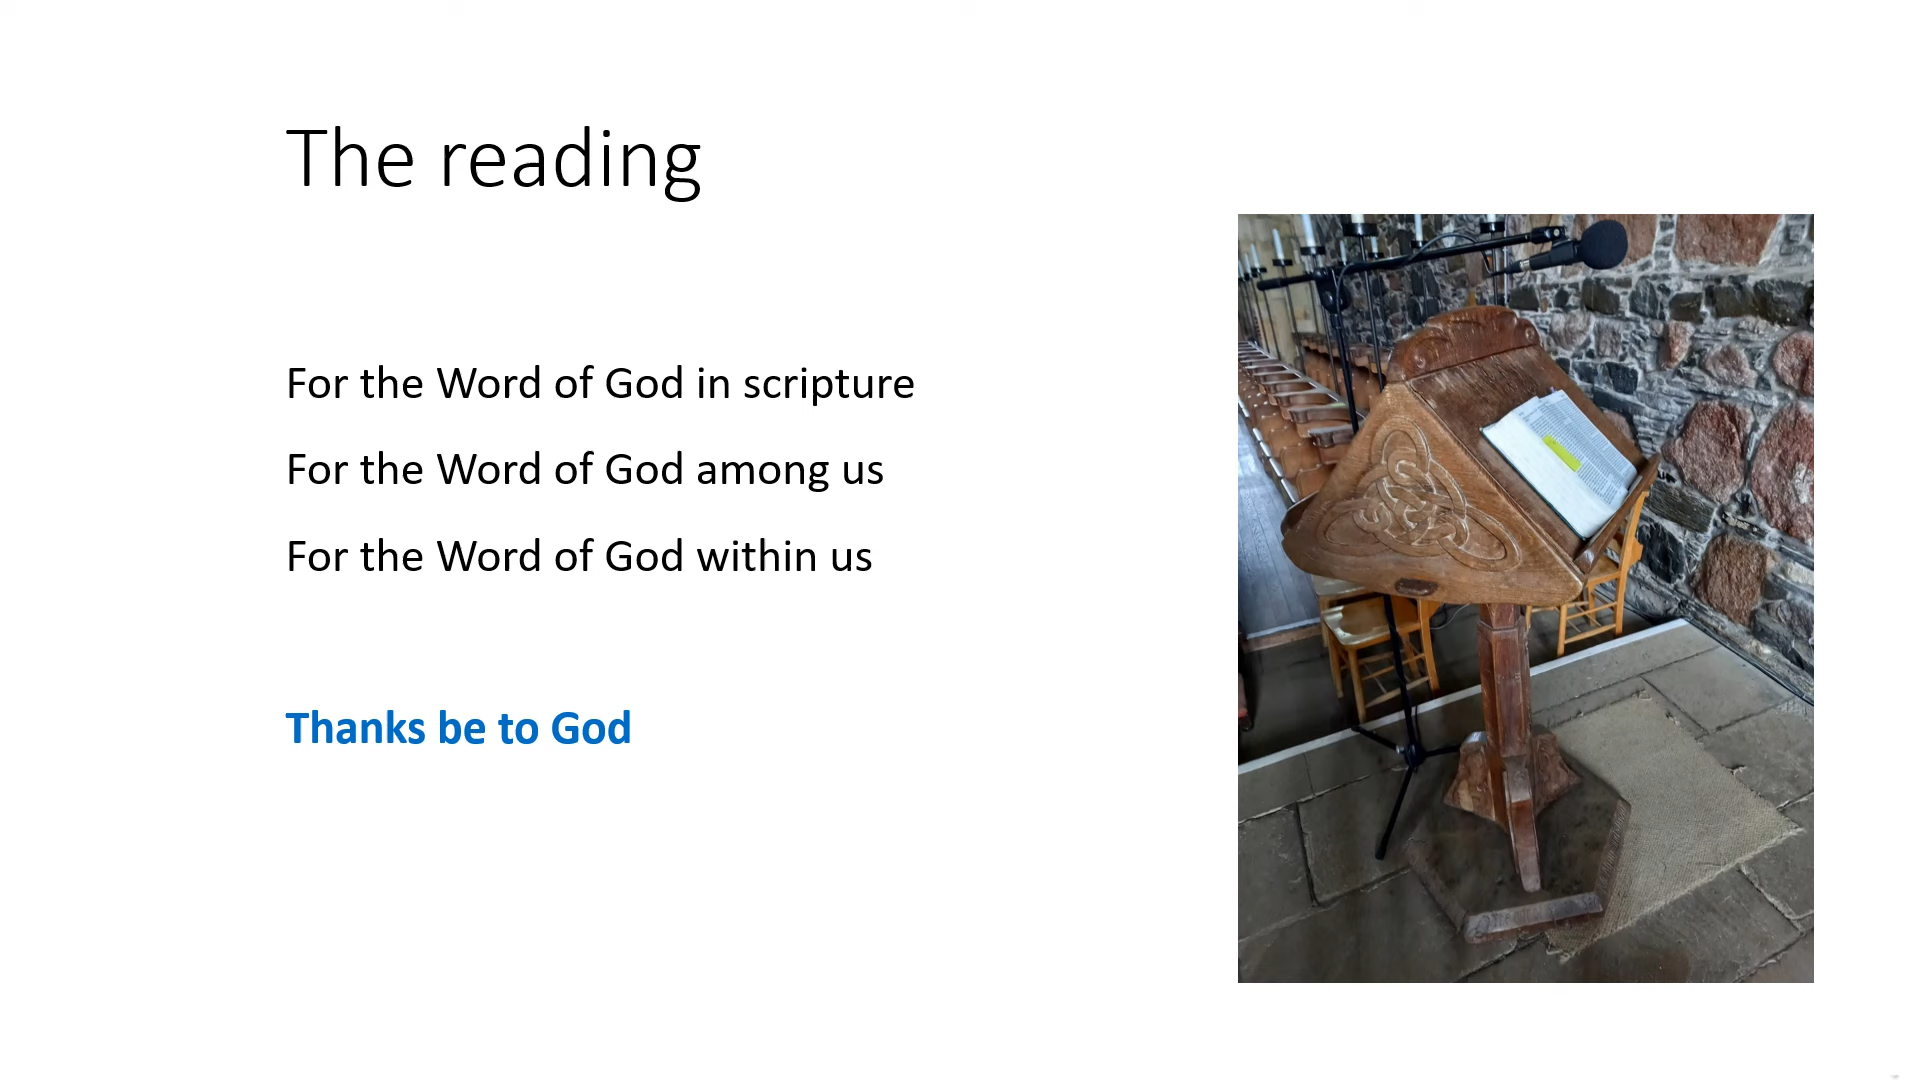 The reading
For the Word of God in scripture
For the Word of God among us
For the Word of God within us
Thanks be to God